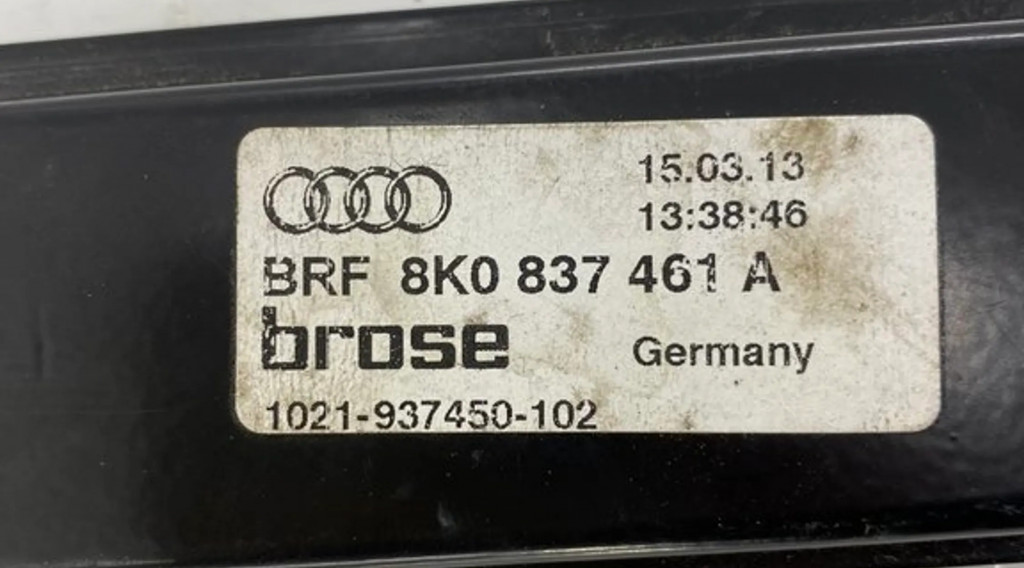 15.03.13
13:38:46
BRF 8K0 837 461 A
brose Germany
1021-937450-102